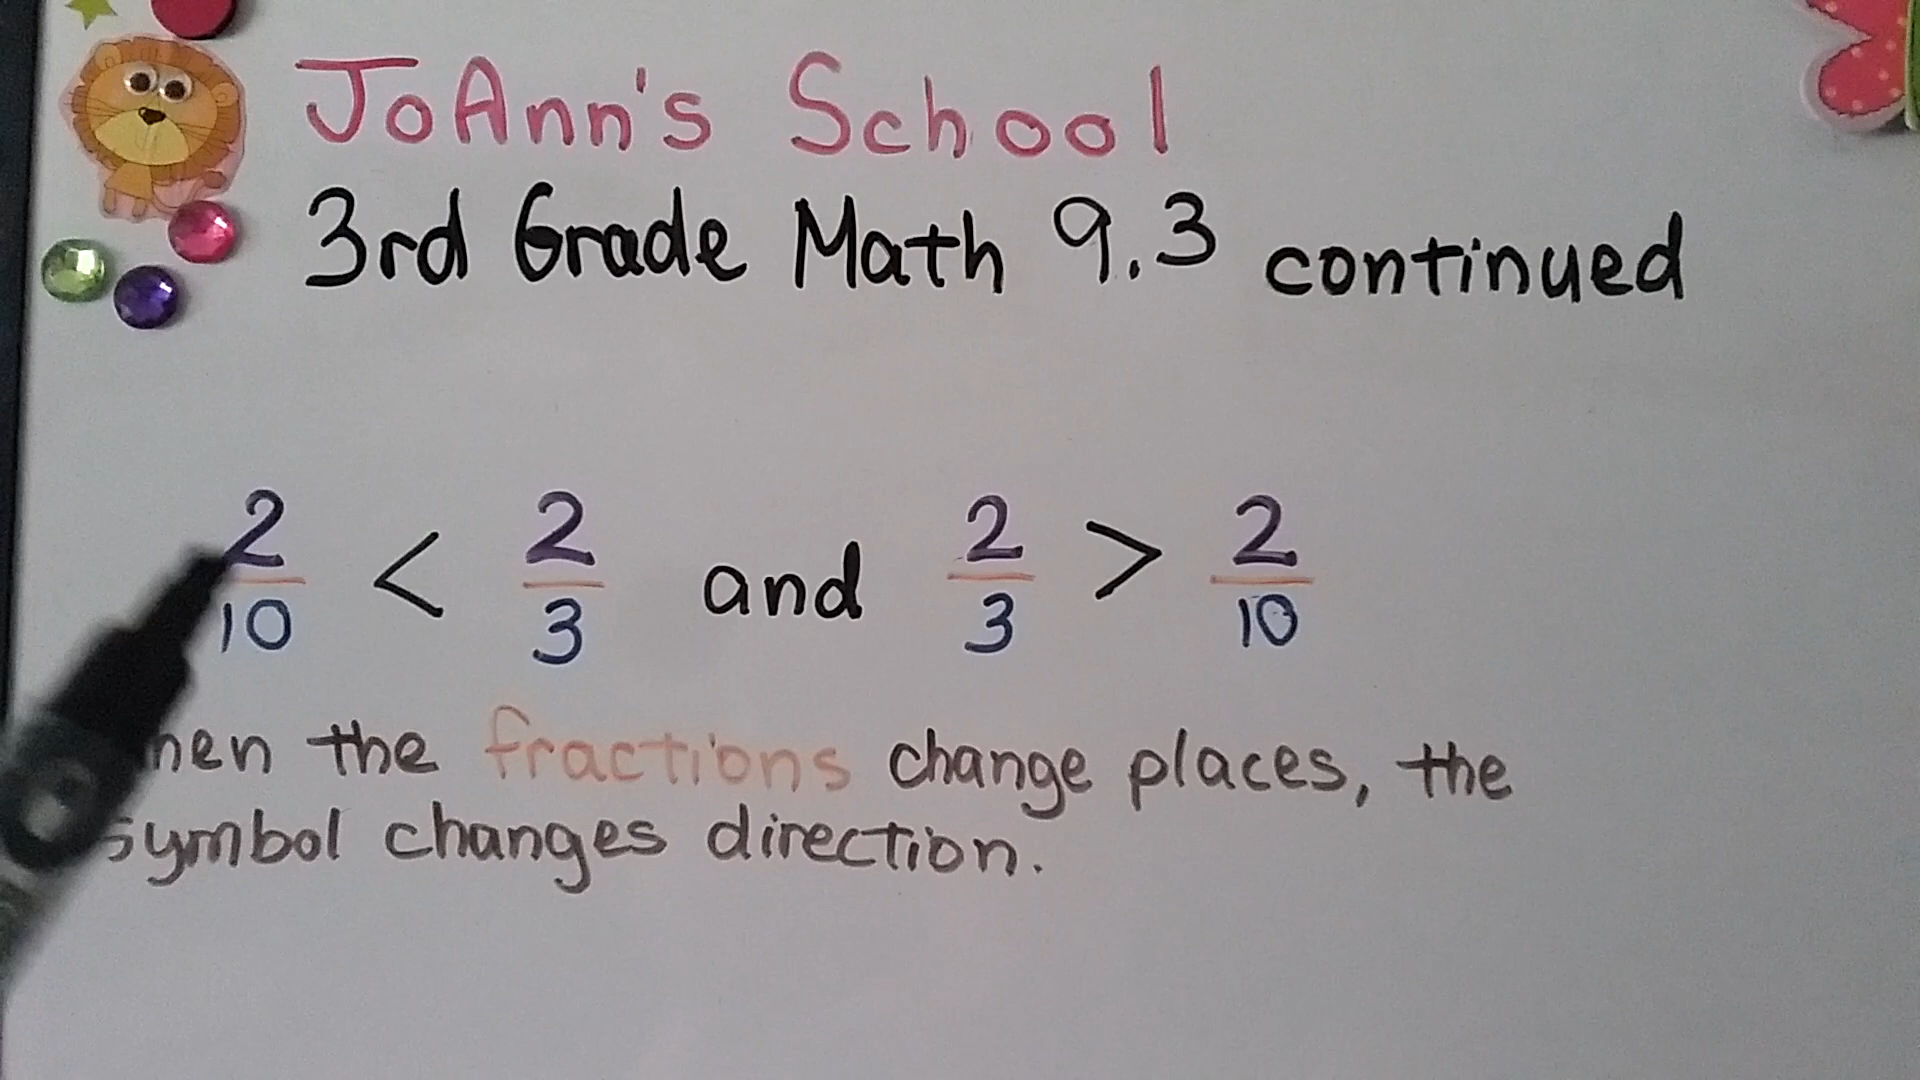 JoAnn's School
3rd Grade Math 9.3 continued
2/10 < 2/3 and 2/3 > 2/10
the fractions change places, the
symbol changes direction.